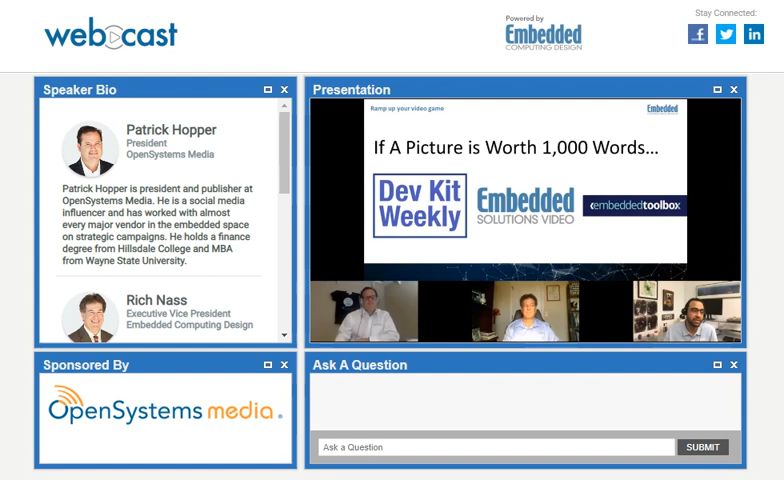 webcast
Powered by
Embedded
COMPUTING DESIGN
Stay Connected:
Speaker Bio
Patrick Hopper
President
OpenSystems Media
Patrick Hopper is president and publisher at
OpenSystems Media. He is a social media
influencer and has worked with almost
every major vendor in the embedded space
on strategic campaigns. He holds a finance
degree from Hillsdale College and MBA
from Wayne State University.
Rich Nass
Executive Vice President
Embedded Computing Design
Presentation
Ramp up your video game
Embedded
If A Picture is Worth 1,000 Words...
Dev Kit
Weekly
Embedded
SOLUTIONS VIDEO
embeddedtoolbox
Sponsored By
OpenSystems media
Ask A Question
Ask a Question
SUBMIT